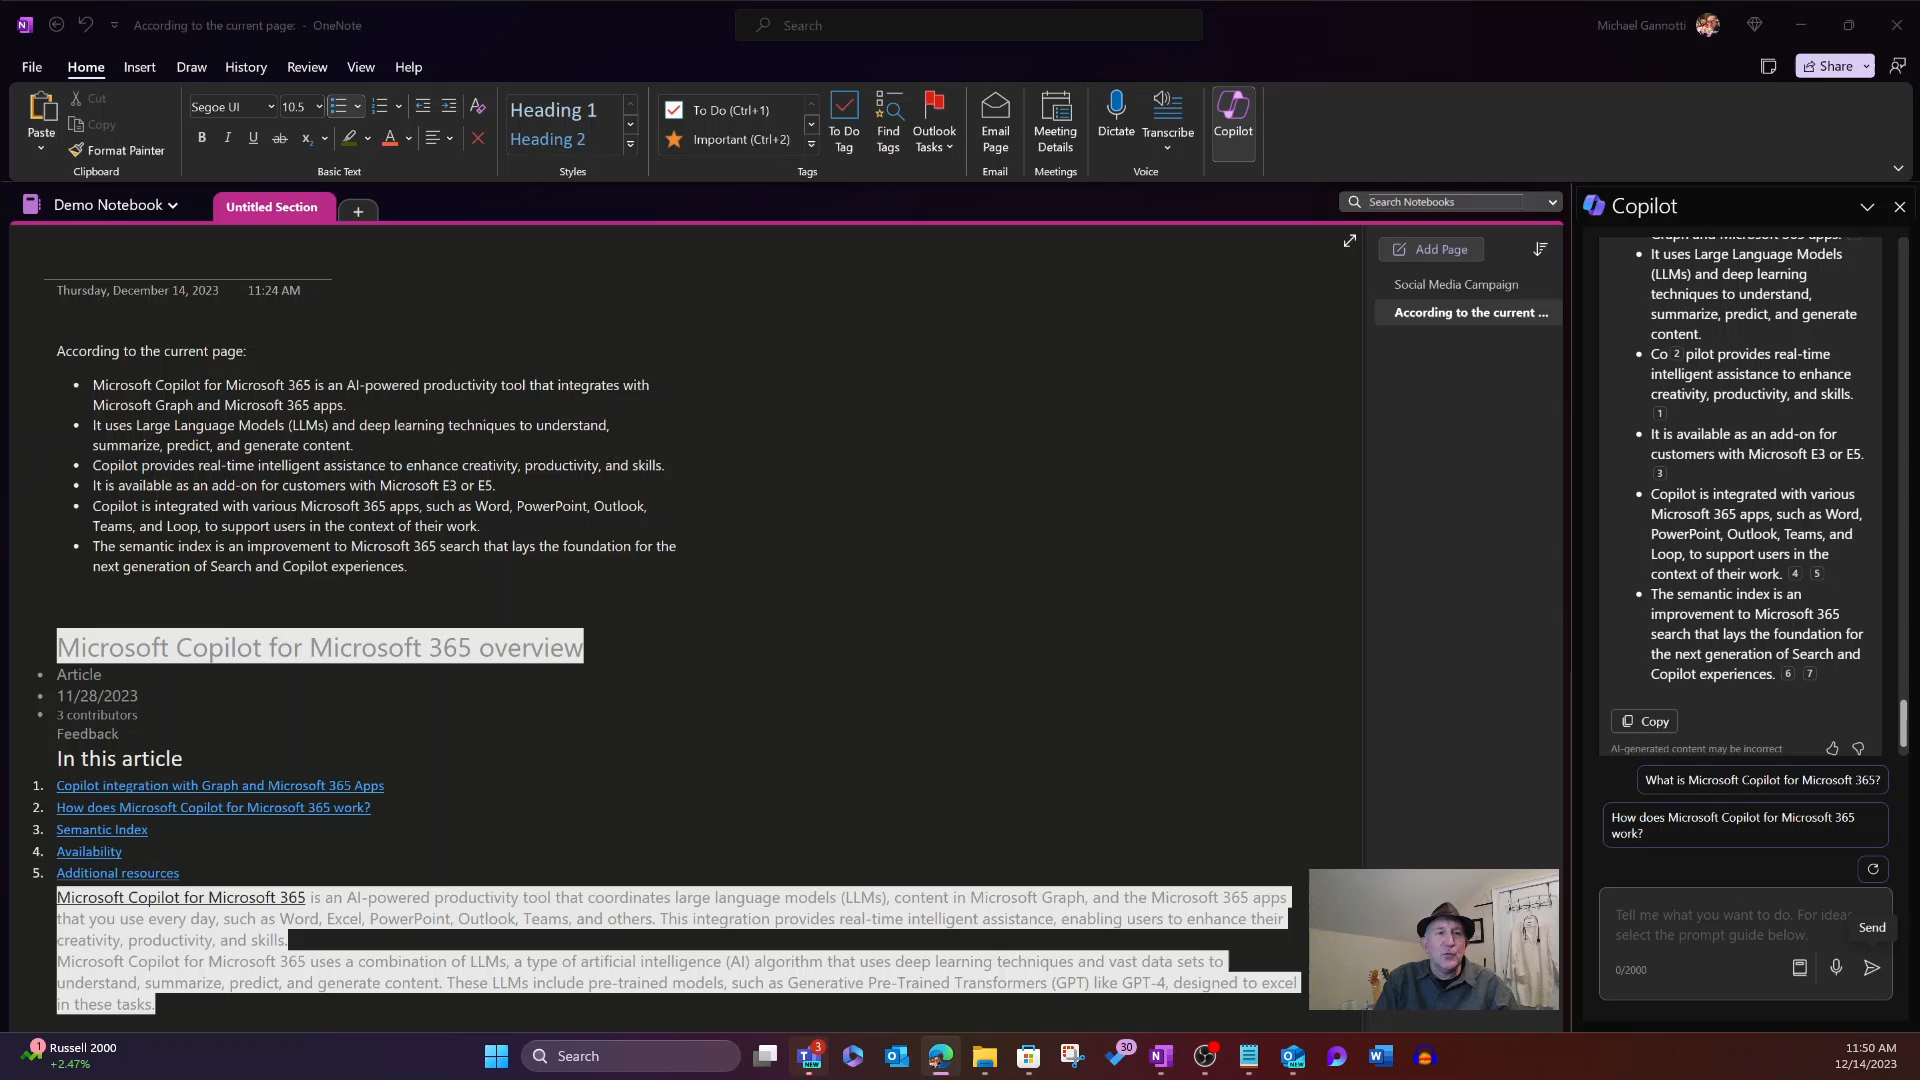 According to the current page: - OneNote
Search
Michael Gannotti
File Home Insert Draw History Review View Help
Share
Paste
Cut
Copy
Format Painter
Clipboard
Segoe UI 10.5
B I U ab x₂ A
Basic Text
Heading 1
Heading 2
Styles
To Do (Ctrl+1)
Important (Ctrl+2)
To Do Tag
Find Tags
Outlook Tasks
Tags
Email Page
Email
Meeting Details
Meetings
Dictate
Transcribe
Voice
Copilot
Demo Notebook
Untitled Section
+
Search Notebooks
Thursday, December 14, 2023 11:24 AM
According to the current page:
• Microsoft Copilot for Microsoft 365 is an AI-powered productivity tool that integrates with
Microsoft Graph and Microsoft 365 apps.
• It uses Large Language Models (LLMs) and deep learning techniques to understand,
summarize, predict, and generate content.
• Copilot provides real-time intelligent assistance to enhance creativity, productivity, and skills.
• It is available as an add-on for customers with Microsoft E3 or E5.
• Copilot is integrated with various Microsoft 365 apps, such as Word, PowerPoint, Outlook,
Teams, and Loop, to support users in the context of their work.
• The semantic index is an improvement to Microsoft 365 search that lays the foundation for the
next generation of Search and Copilot experiences.
Microsoft Copilot for Microsoft 365 overview
• Article
• 11/28/2023
• 3 contributors
Feedback
In this article
1. Copilot integration with Graph and Microsoft 365 Apps
2. How does Microsoft Copilot for Microsoft 365 work?
3. Semantic Index
4. Availability
5. Additional resources
Microsoft Copilot for Microsoft 365 is an AI-powered productivity tool that coordinates large language models (LLMs), content in Microsoft Graph, and the Microsoft 365 apps
that you use every day, such as Word, Excel, PowerPoint, Outlook, Teams, and others. This integration provides real-time intelligent assistance, enabling users to enhance their
creativity, productivity, and skills.
Microsoft Copilot for Microsoft 365 uses a combination of LLMs, a type of artificial intelligence (AI) algorithm that uses deep learning techniques and vast data sets to
understand, summarize, predict, and generate content. These LLMs include pre-trained models, such as Generative Pre-Trained Transformers (GPT) like GPT-4, designed to excel
in these tasks.
Add Page
Social Media Campaign
According to the current ...
Copilot
Graph and Microsoft 365 apps.
• It uses Large Language Models
(LLMs) and deep learning
techniques to understand,
summarize, predict, and generate
content.
• Co 2 pilot provides real-time
intelligent assistance to enhance
creativity, productivity, and skills.
1
• It is available as an add-on for
customers with Microsoft E3 or E5.
3
• Copilot is integrated with various
Microsoft 365 apps, such as Word,
PowerPoint, Outlook, Teams, and
Loop, to support users in the
context of their work. 4 5
• The semantic index is an
improvement to Microsoft 365
search that lays the foundation for
the next generation of Search and
Copilot experiences. 6 7
Copy
AI-generated content may be incorrect
What is Microsoft Copilot for Microsoft 365?
How does Microsoft Copilot for Microsoft 365
work?
Tell me what you want to do. For ideas
select the prompt guide below.
Send
0/2000
1
Russell 2000
+2.47%
Search
3
NEW
30
NEW
11:50 AM
12/14/2023